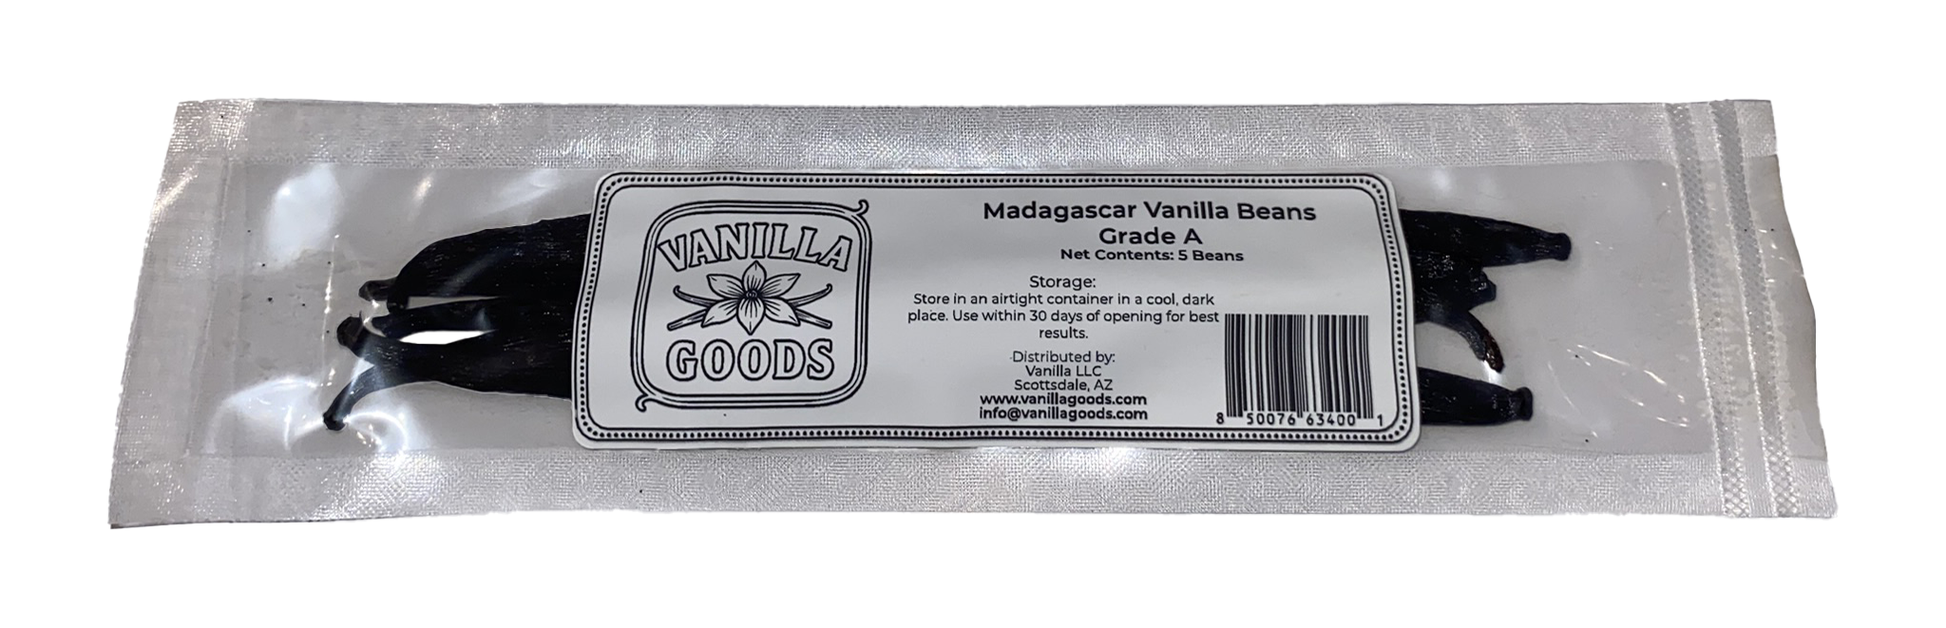 VANILLA
GOODS
Madagascar Vanilla Beans
Grade A
Net Contents: 5 Beans
Storage:
Store in an airtight container in a cool, dark
place. Use within 30 days of opening for best
results.
Distributed by:
Vanilla LLC
Scottsdale, AZ
www.vanillagoods.com
info@vanillagoods.com
8 50076 63400 1